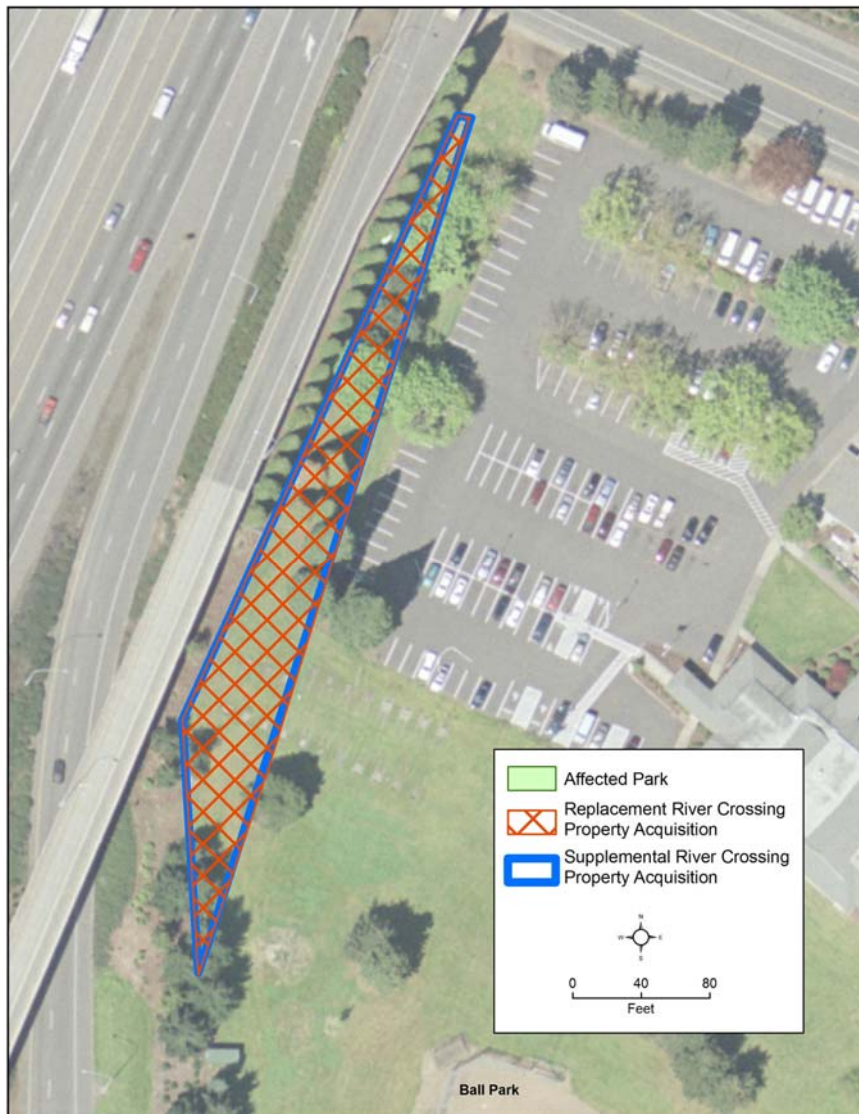 Affected Park
Replacement River Crossing
Property Acquisition
Supplemental River Crossing
Property Acquisition
N
W E
S
0 40 80
Feet
Ball Park